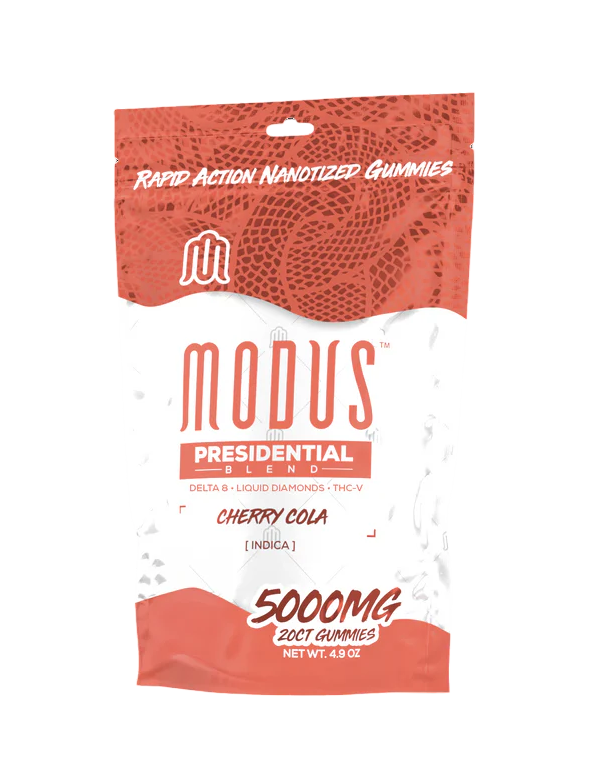 RAPID ACTION NANOTIZED GUMMIES
MODUS™
PRESIDENTIAL
BLEND
DELTA 8 • LIQUID DIAMONDS • THC-V
CHERRY COLA
[ INDICA ]
5000MG
20CT GUMMIES
NET WT. 4.9 OZ